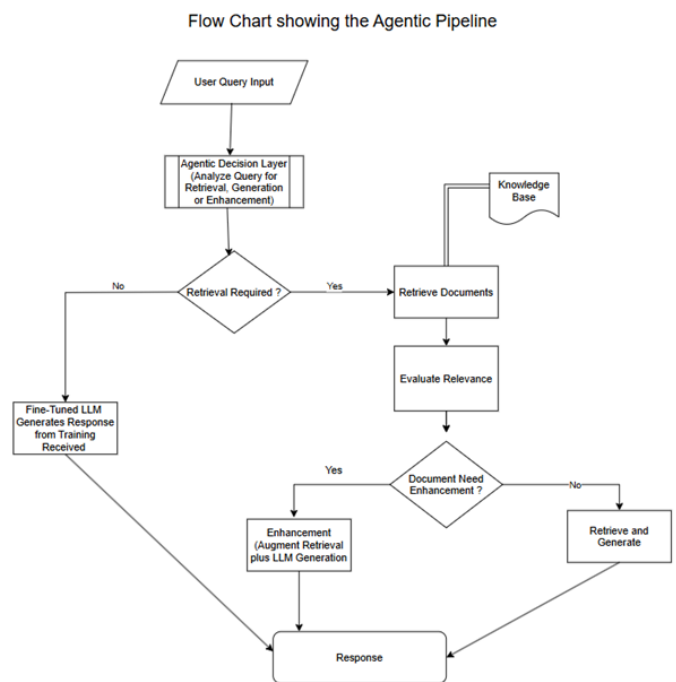 Flow Chart showing the Agentic Pipeline
User Query Input
Agentic Decision Layer
(Analyze Query for
Retrieval, Generation
or Enhancement)
Knowledge
Base
No
Retrieval Required ?
Yes
Retrieve Documents
Evaluate Relevance
Fine-Tuned LLM
Generates Response
from Training
Received
Yes
Document Need
Enhancement ?
No
Enhancement
(Augment Retrieval
plus LLM Generation
Retrieve and
Generate
Response